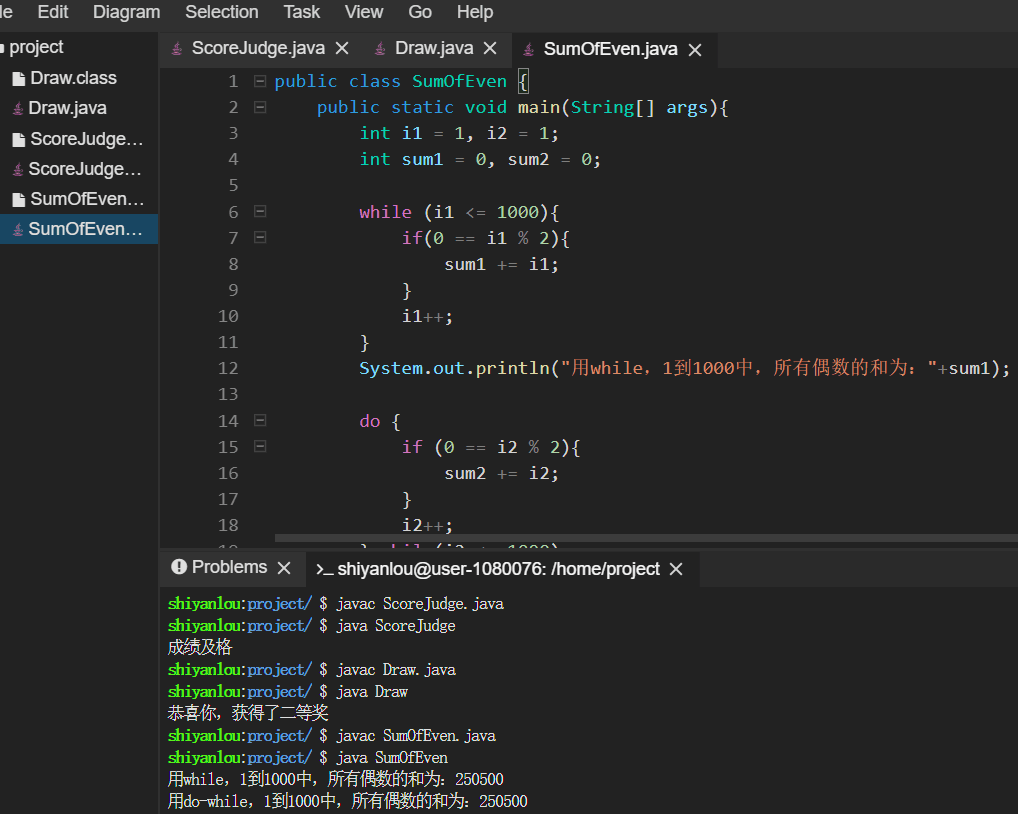 le Edit Diagram Selection Task View Go Help
project
Draw.class
Draw.java
ScoreJudge...
ScoreJudge...
SumOfEven...
SumOfEven...
ScoreJudge.java Draw.java SumOfEven.java
1 public class SumOfEven {
2 public static void main(String[] args){
3 int i1 = 1, i2 = 1;
4 int sum1 = 0, sum2 = 0;
5
6 while (i1 <= 1000){
7 if(0 == i1 % 2){
8 sum1 += i1;
9 }
10 i1++;
11 }
12 System.out.println("用while，1到1000中，所有偶数的和为："+sum1);
13
14 do {
15 if (0 == i2 % 2){
16 sum2 += i2;
17 }
18 i2++;
Problems >_ shiyanlou@user-1080076: /home/project
shiyanlou:project/ $ javac ScoreJudge.java
shiyanlou:project/ $ java ScoreJudge
成绩及格
shiyanlou:project/ $ javac Draw.java
shiyanlou:project/ $ java Draw
恭喜你，获得了二等奖
shiyanlou:project/ $ javac SumOfEven.java
shiyanlou:project/ $ java SumOfEven
用while，1到1000中，所有偶数的和为：250500
用do-while，1到1000中，所有偶数的和为：250500